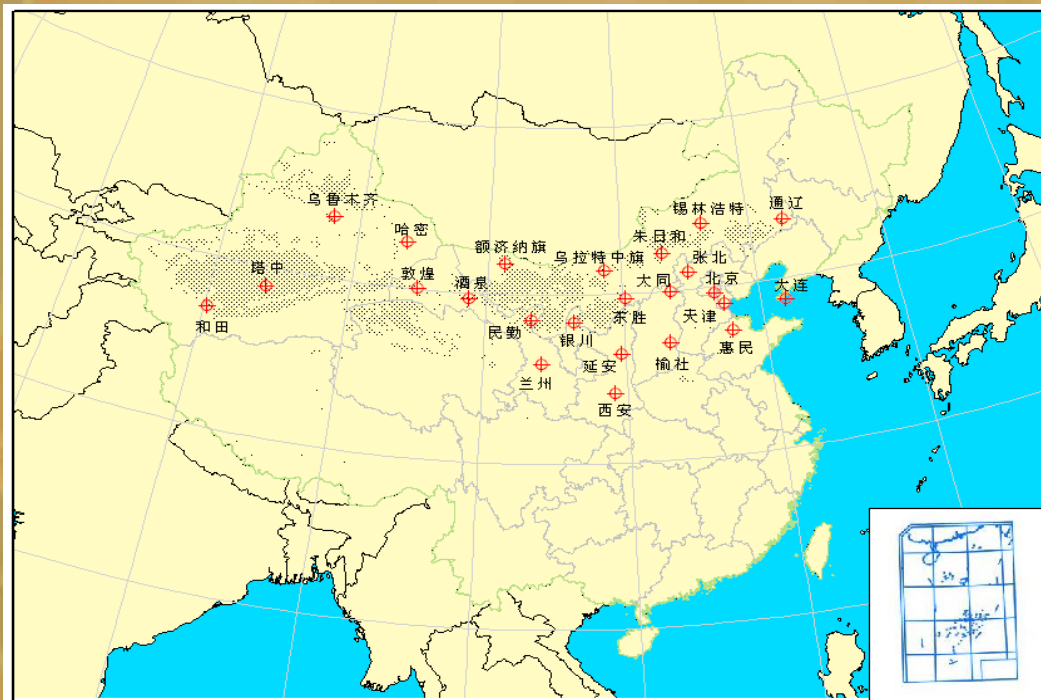 乌鲁木齐
锡林浩特
通辽
哈密
朱日和
额济纳旗
乌拉特中旗
张北
塔中
敦煌
酒泉
大同
北京
大连
和田
民勤
银川
东胜
天津
惠民
延安
榆社
兰州
西安